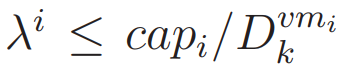 λ^i ≤ cap_i / D_k^{vm_i}